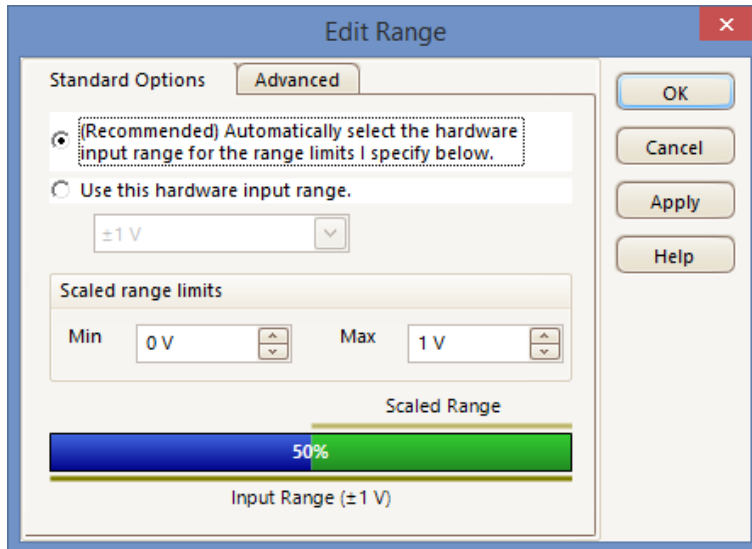 Edit Range
Standard Options
Advanced
(Recommended) Automatically select the hardware
input range for the range limits I specify below.
Use this hardware input range.
±1 V
Scaled range limits
Min
0 V
Max
1 V
Scaled Range
50%
Input Range (±1 V)
OK
Cancel
Apply
Help